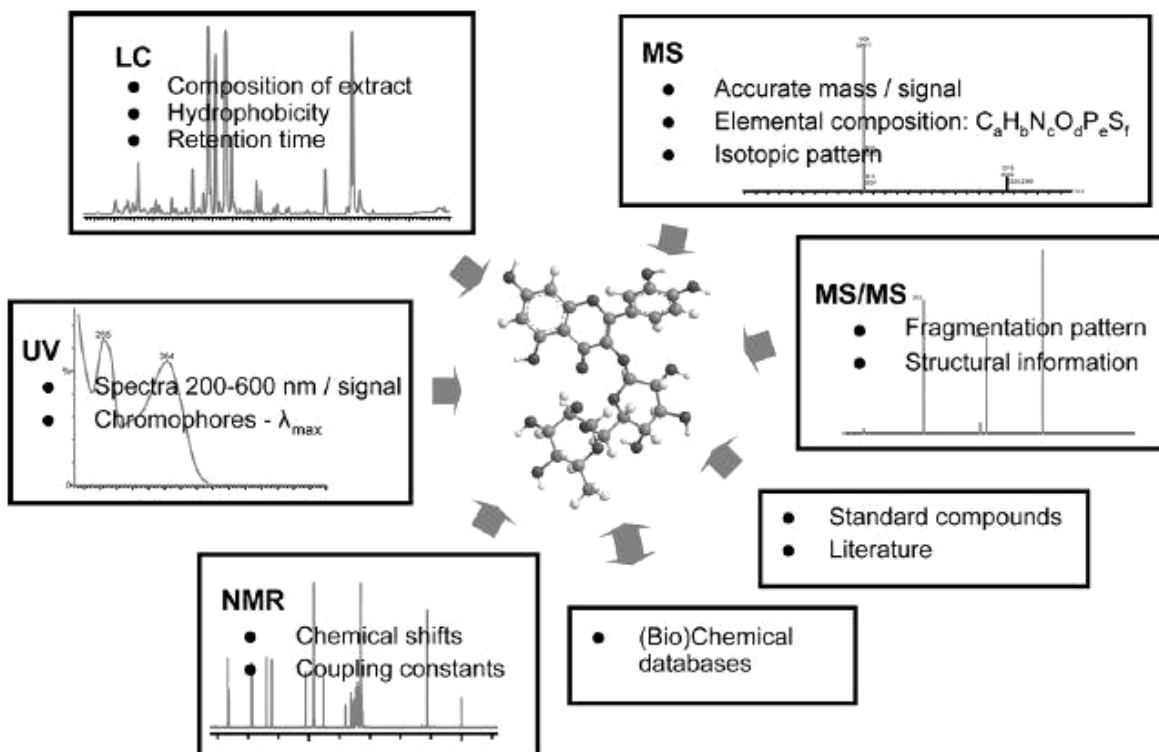 LC
● Composition of extract
● Hydrophobicity
● Retention time
MS
● Accurate mass / signal
● Elemental composition: CₐHbNcOdPₑSf
● Isotopic pattern
UV
255
354
● Spectra 200-600 nm / signal
● Chromophores - λmax
MS/MS
● Fragmentation pattern
● Structural information
● Standard compounds
● Literature
NMR
● Chemical shifts
● Coupling constants
● (Bio)Chemical
databases